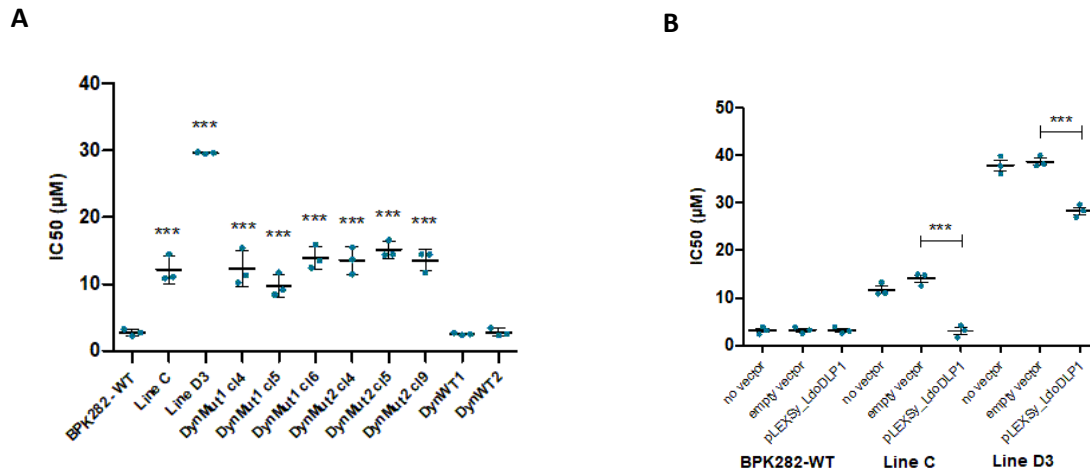 A
40
30
20
10
0
IC50 (µM)
***
***
***
***
***
***
***
***
BPK282-WT
Line C
Line D3
DynMut1 cl4
DynMut1 cl5
DynMut1 cl6
DynMut2 cl4
DynMut2 cl5
DynMut2 cl9
DynWT1
DynWT2
B
50
40
30
20
10
0
IC50 (µM)
***
***
no vector
empty vector
pLEXSy_LdoDLP1
no vector
empty vector
pLEXSy_LdoDLP1
no vector
empty vector
pLEXSy_LdoDLP1
BPK282-WT
Line C
Line D3